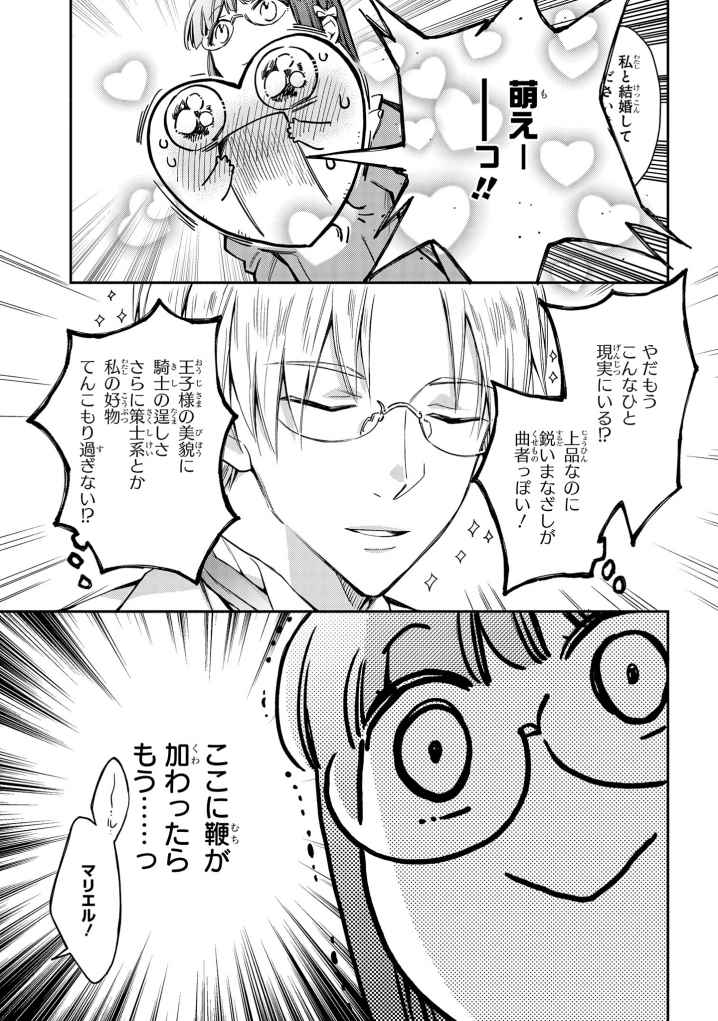 私と結婚して
ださい
萌えー
ーーーつ!!
やだもう
こんなひと
現実にいる!?
上品なのに
鋭いまなざしが
曲者っぽい!
王子様の美貌に
騎士の逞しさ
さらに策士系とか
私の好物
てんこもり過ぎない!?
ここに鞭が
加わったら
もう……っ
マリエル!